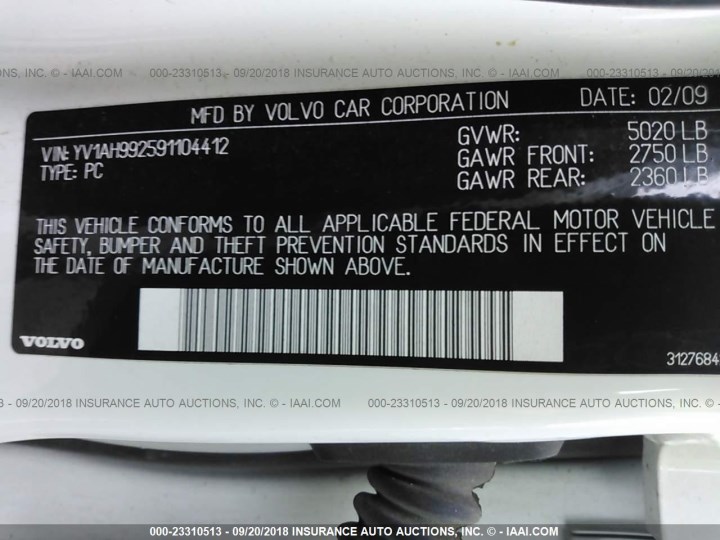 ES, INC. © - IAAI.COM 000-23310513 - 09/20/2018 INSURANCE AUTO AUCTIONS, INC. © - IAAI.COM 000-23310513 - 09/20/2018
MFD BY VOLVO CAR CORPORATION DATE: 02/09
VIN: YV1AH992591104412
TYPE: PC
GVWR: 5020 LB
GAWR FRONT: 2750 LB
GAWR REAR: 2360 LB
THIS VEHICLE CONFORMS TO ALL APPLICABLE FEDERAL MOTOR VEHICLE
SAFETY, BUMPER AND THEFT PREVENTION STANDARDS IN EFFECT ON
THE DATE OF MANUFACTURE SHOWN ABOVE.
VOLVO
3127684
3 - 09/20/2018 INSURANCE AUTO AUCTIONS, INC. © - IAAI.COM 000-23310513 - 09/20/2018 INSURANCE AUTO AUCTIONS, INC. © -
000-23310513 - 09/20/2018 INSURANCE AUTO AUCTIONS, INC. © - IAAI.COM